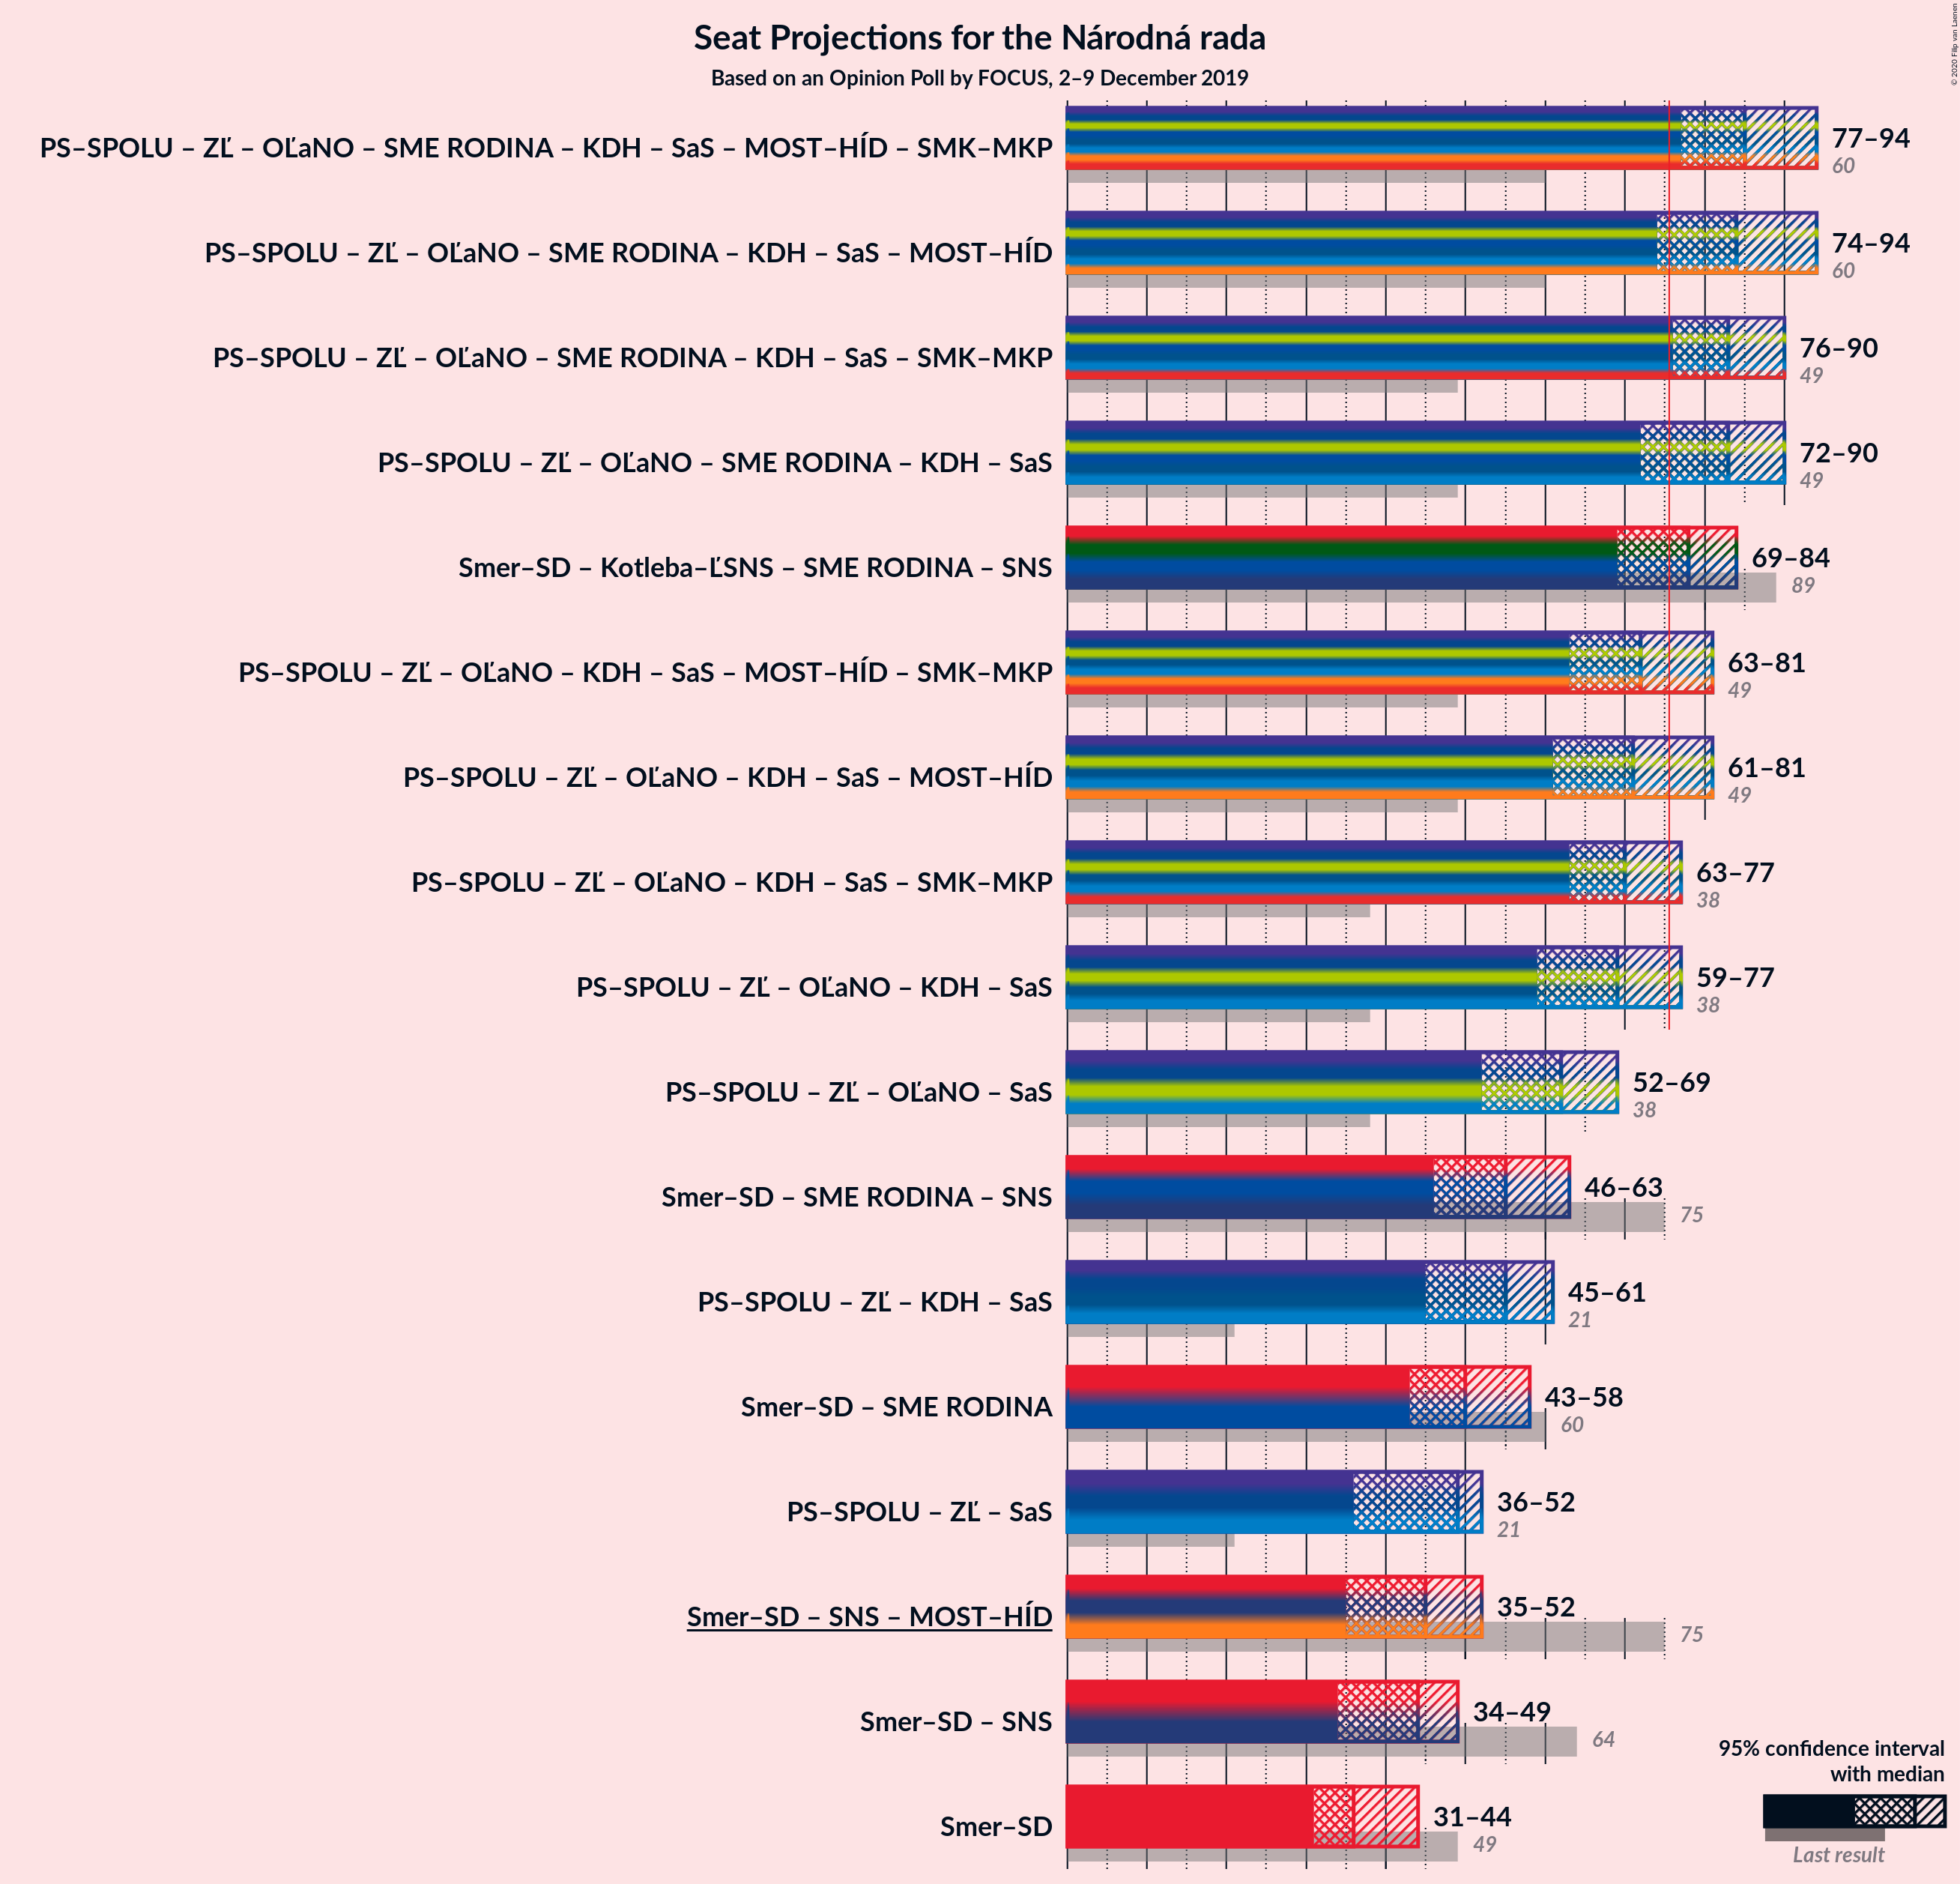 Seat Projections for the Národná rada
Based on an Opinion Poll by FOCUS, 2–9 December 2019
© 2020 Filip van Laenen
PS–SPOLU – ZĽ – OĽaNO – SME RODINA – KDH – SaS – MOST–HÍD – SMK–MKP
77–94
60
PS–SPOLU – ZĽ – OĽaNO – SME RODINA – KDH – SaS – MOST–HÍD
74–94
60
PS–SPOLU – ZĽ – OĽaNO – SME RODINA – KDH – SaS – SMK–MKP
76–90
49
PS–SPOLU – ZĽ – OĽaNO – SME RODINA – KDH – SaS
72–90
49
Smer–SD – Kotleba–ĽSNS – SME RODINA – SNS
69–84
89
PS–SPOLU – ZĽ – OĽaNO – KDH – SaS – MOST–HÍD – SMK–MKP
63–81
49
PS–SPOLU – ZĽ – OĽaNO – KDH – SaS – MOST–HÍD
61–81
49
PS–SPOLU – ZĽ – OĽaNO – KDH – SaS – SMK–MKP
63–77
38
PS–SPOLU – ZĽ – OĽaNO – KDH – SaS
59–77
38
PS–SPOLU – ZĽ – OĽaNO – SaS
52–69
38
Smer–SD – SME RODINA – SNS
46–63
75
PS–SPOLU – ZĽ – KDH – SaS
45–61
21
Smer–SD – SME RODINA
43–58
60
PS–SPOLU – ZĽ – SaS
36–52
21
Smer–SD – SNS – MOST–HÍD
35–52
75
Smer–SD – SNS
34–49
64
Smer–SD
31–44
49
95% confidence interval
with median
Last result